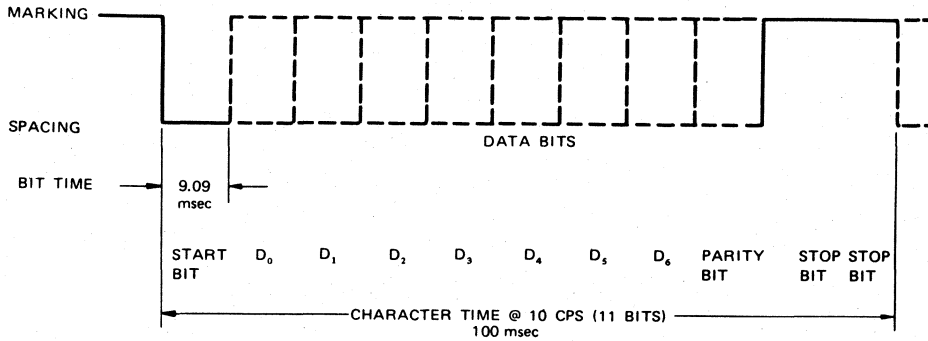 MARKING
SPACING
DATA BITS
BIT TIME
9.09
msec
START D₀ D₁ D₂ D₃ D₄ D₅ D₆ PARITY STOP STOP
BIT BIT BIT BIT
CHARACTER TIME @ 10 CPS (11 BITS)
100 msec